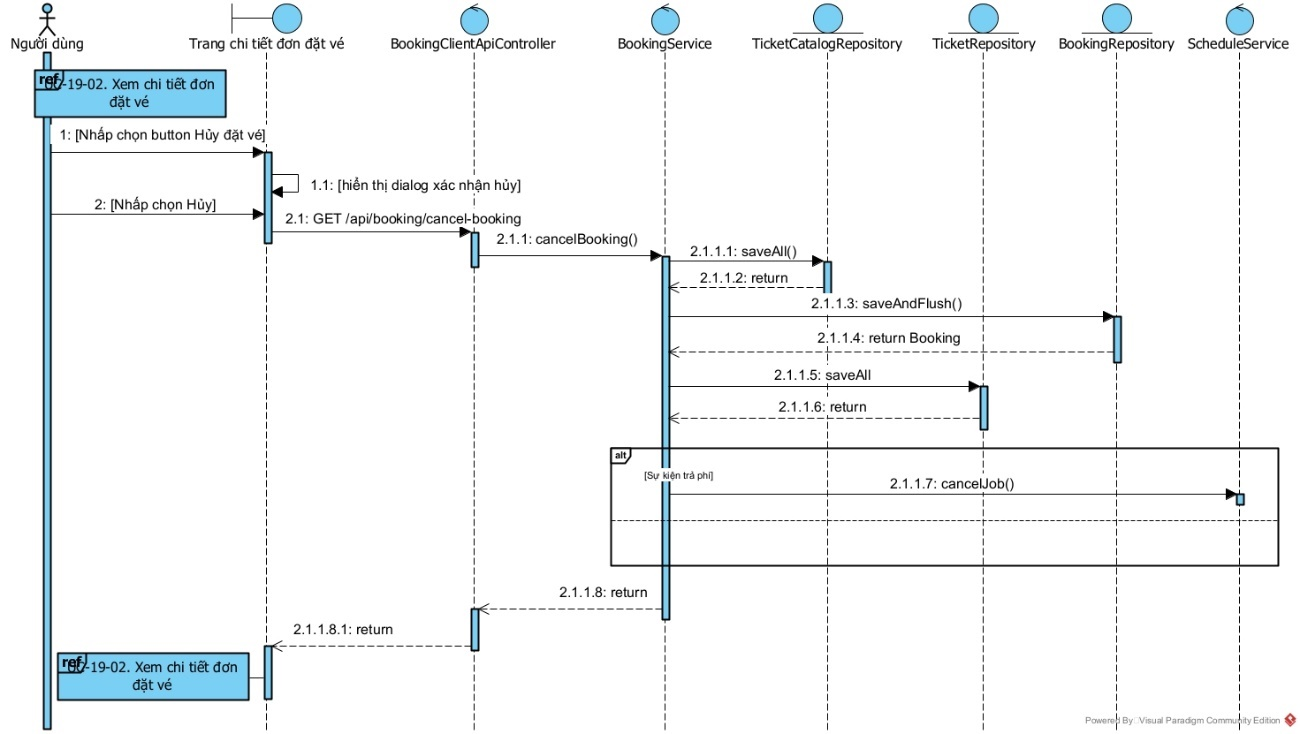 Người dùng
Trang chi tiết đơn đặt vé
BookingClientApiController
BookingService
TicketCatalogRepository
TicketRepository
BookingRepository
ScheduleService
ref
UC-19-02. Xem chi tiết đơn
đặt vé
1: [Nhấp chọn button Hủy đặt vé]
1.1: [hiển thị dialog xác nhận hủy]
2: [Nhấp chọn Hủy]
2.1: GET /api/booking/cancel-booking
2.1.1: cancelBooking()
2.1.1.1: saveAll()
2.1.1.2: return
2.1.1.3: saveAndFlush()
2.1.1.4: return Booking
2.1.1.5: saveAll
2.1.1.6: return
alt
[Sự kiện trả phí]
2.1.1.7: cancelJob()
2.1.1.8: return
2.1.1.8.1: return
ref
UC-19-02. Xem chi tiết đơn
đặt vé
Powered By Visual Paradigm Community Edition